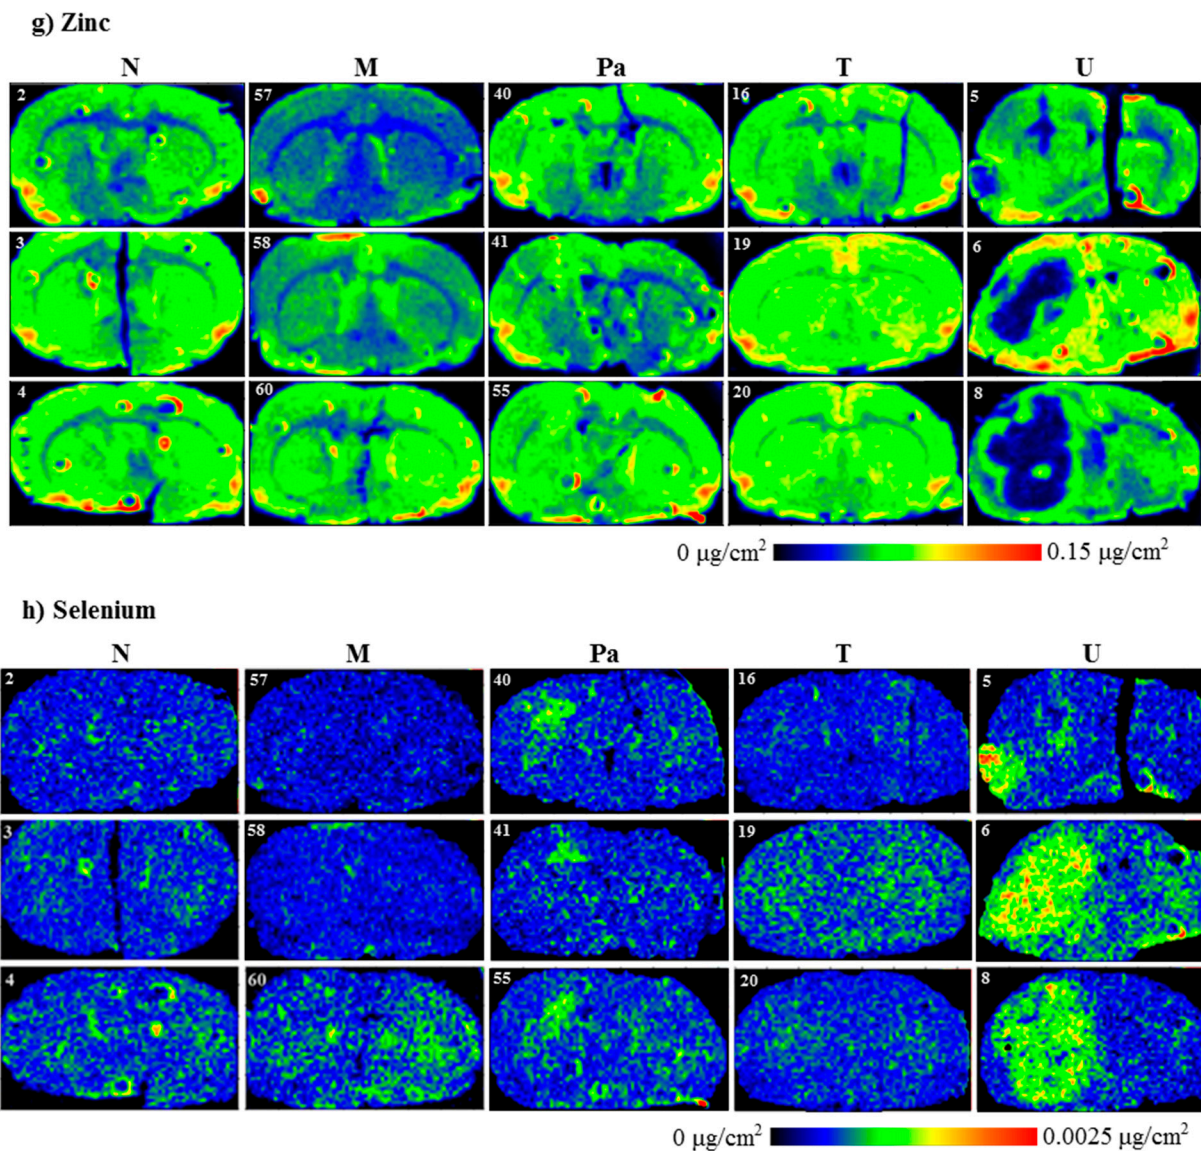 g) Zinc
N M Pa T U
2 57 40 16 5
3 58 41 19 6
4 60 55 20 8
0 µg/cm² 0.15 µg/cm²
h) Selenium
N M Pa T U
2 57 40 16 5
3 58 41 19 6
4 60 55 20 8
0 µg/cm² 0.0025 µg/cm²